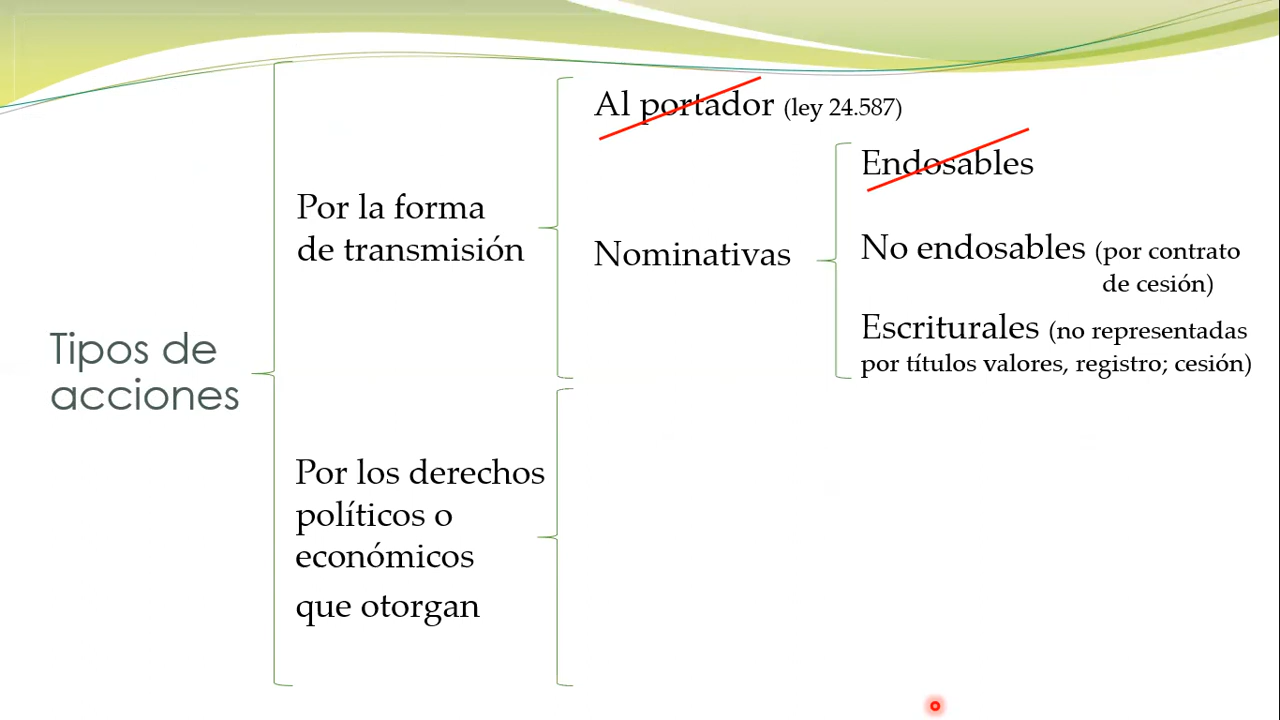 Tipos de
acciones
Por la forma
de transmisión
Al portador (ley 24.587)
Nominativas
Endosables
No endosables (por contrato
de cesión)
Escriturales (no representadas
por títulos valores, registro; cesión)
Por los derechos
políticos o
económicos
que otorgan